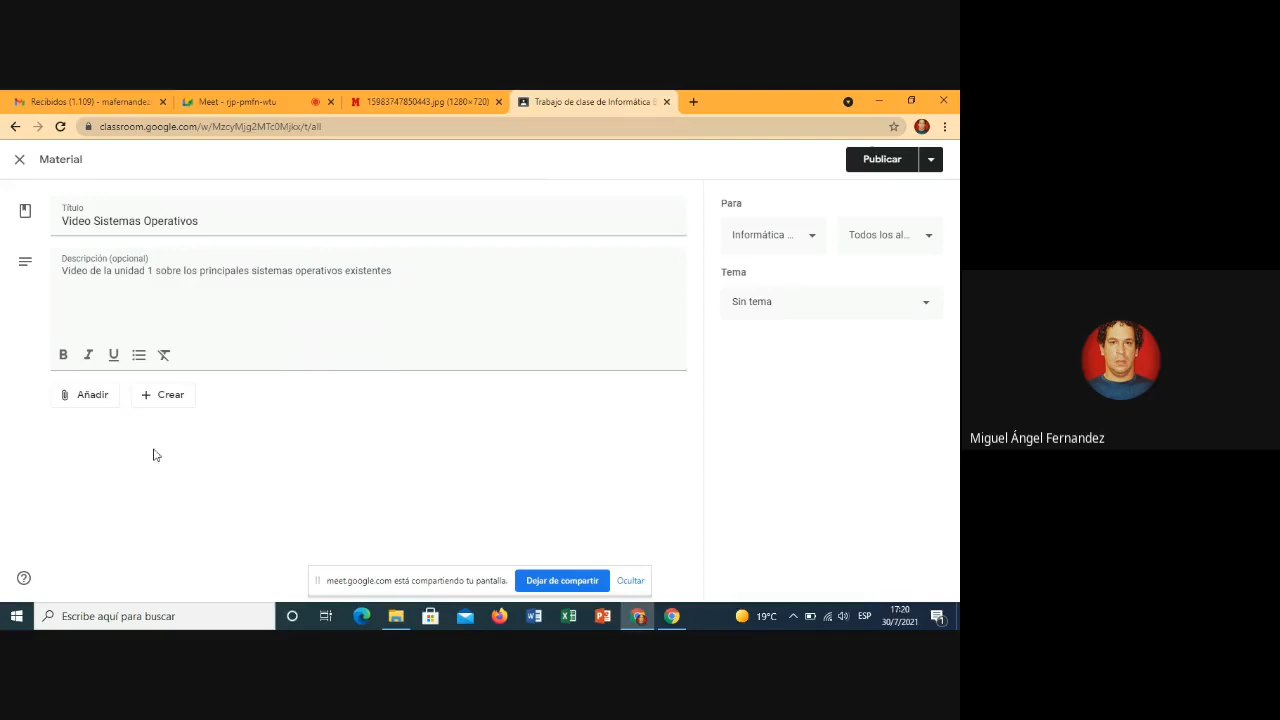 Recibidos (1.109) - mafernandez
Meet - rjp-pmfn-wtu
15983747850443.jpg (1280×720)
Trabajo de clase de Informática
classroom.google.com/w/MzcyMjg2MTc0Mjkx/t/all
Material
Publicar
Título
Video Sistemas Operativos
Descripción (opcional)
Vídeo de la unidad 1 sobre los principales sistemas operativos existentes
B I U
Añadir
Crear
Para
Informática ...
Todos los al...
Tema
Sin tema
Miguel Ángel Fernandez
meet.google.com está compartiendo tu pantalla.
Dejar de compartir
Ocultar
Escribe aquí para buscar
19°C
ESP
17:20
30/7/2021
1